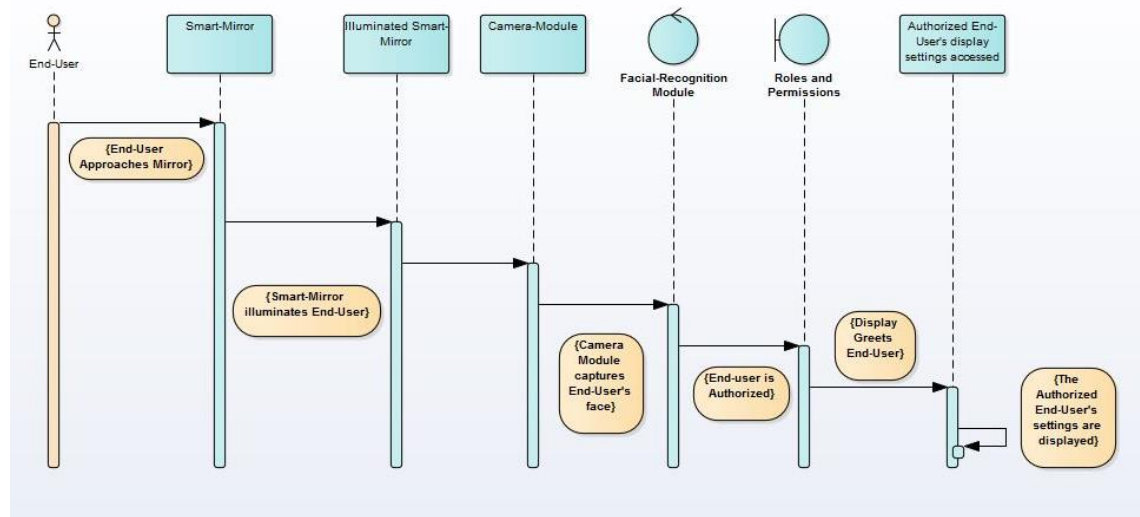 End-User
Smart-Mirror
Illuminated Smart-
Mirror
Camera-Module
Facial-Recognition
Module
Roles and
Permissions
Authorized End-
User's display
settings accessed
{End-User
Approaches Mirror}
{Smart-Mirror
illuminates End-User}
{Camera
Module
captures
End-User's
face}
{End-user is
Authorized}
{Display
Greets
End-User}
{The
Authorized
End-User's
settings are
displayed}